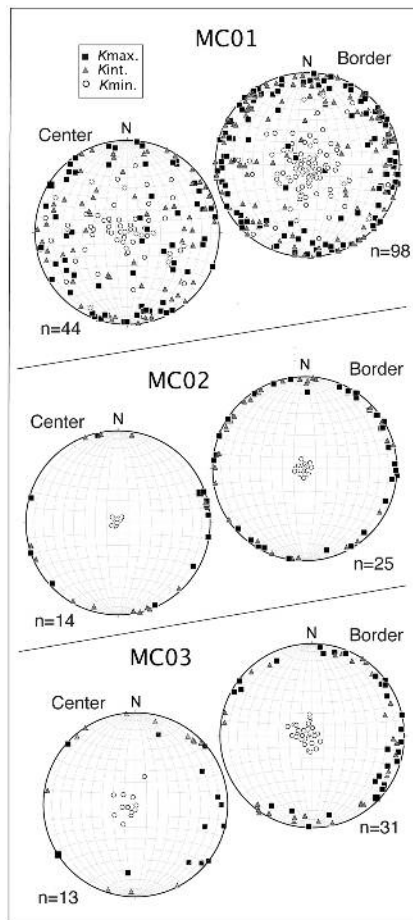 MC01
Kmax.
Kint.
Kmin.
N
Border
Center
N
n=98
n=44
MC02
N
Border
Center
N
n=25
n=14
MC03
N
Border
Center
N
n=31
n=13